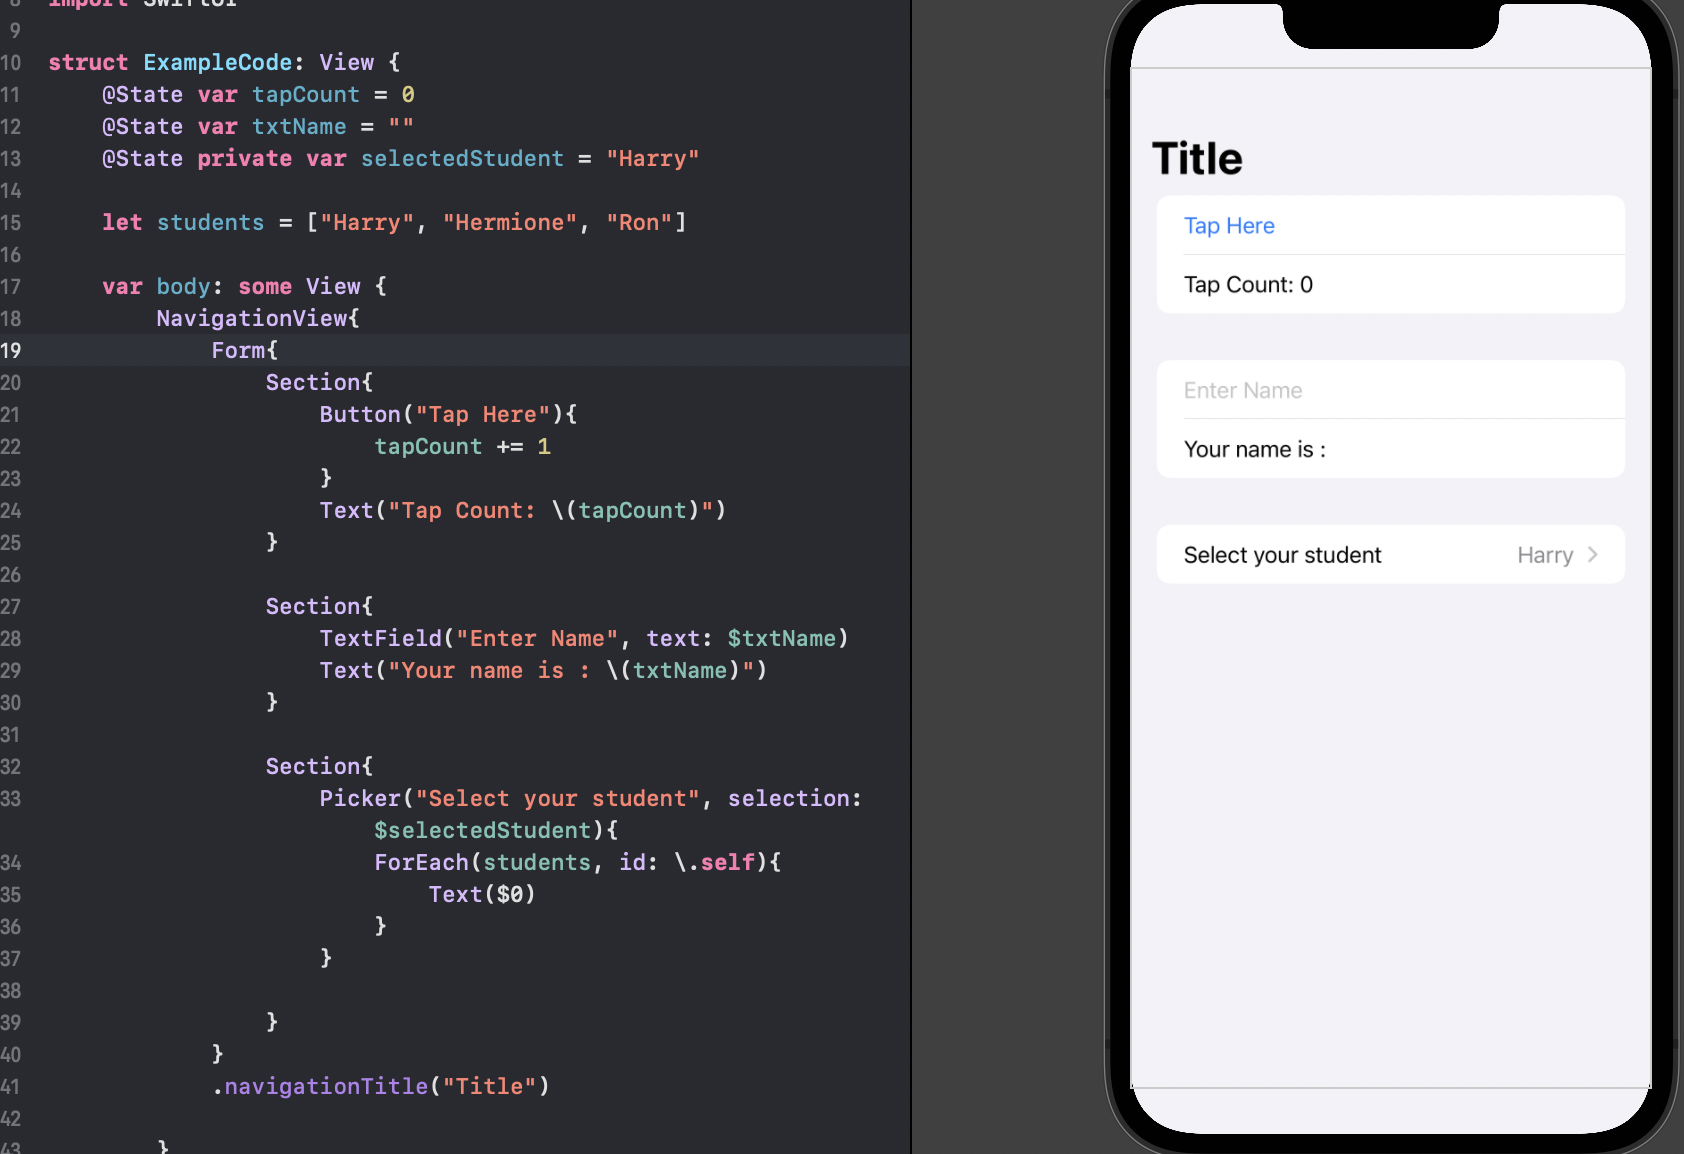 8 import SwiftUI
9
10 struct ExampleCode: View {
11 @State var tapCount = 0
12 @State var txtName = ""
13 @State private var selectedStudent = "Harry"
14
15 let students = ["Harry", "Hermione", "Ron"]
16
17 var body: some View {
18 NavigationView{
19 Form{
20 Section{
21 Button("Tap Here"){
22 tapCount += 1
23 }
24 Text("Tap Count: \(tapCount)")
25 }
26
27 Section{
28 TextField("Enter Name", text: $txtName)
29 Text("Your name is : \(txtName)")
30 }
31
32 Section{
33 Picker("Select your student", selection:
$selectedStudent){
34 ForEach(students, id: \.self){
35 Text($0)
36 }
37 }
38
39 }
40 }
41 .navigationTitle("Title")
42
43 }
Title
Tap Here
Tap Count: 0
Enter Name
Your name is :
Select your student Harry